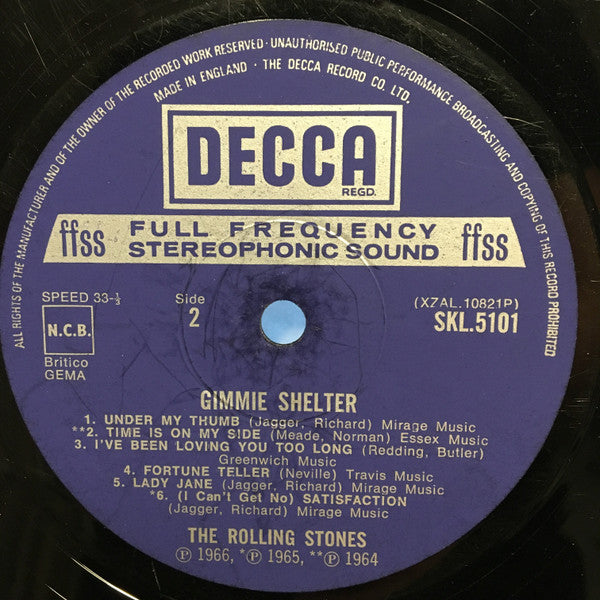 ALL RIGHTS OF THE MANUFACTURER AND OF THE OWNER OF THE RECORDED WORK RESERVED · UNAUTHORISED PUBLIC PERFORMANCE BROADCASTING AND COPYING OF THIS RECORD PROHIBITED
MADE IN ENGLAND · THE DECCA RECORD CO. LTD.
DECCA
REGD.
ffss FULL FREQUENCY STEREOPHONIC SOUND ffss
SPEED 33-⅓ Side 2 (XZAL.10821P)
SKL.5101
N.C.B.
Britico
GEMA
GIMMIE SHELTER
1. UNDER MY THUMB (Jagger, Richard) Mirage Music
**2. TIME IS ON MY SIDE (Meade, Norman) Essex Music
3. I'VE BEEN LOVING YOU TOO LONG (Redding, Butler)
Greenwich Music
4. FORTUNE TELLER (Neville) Travis Music
5. LADY JANE (Jagger, Richard) Mirage Music
*6. (I Can't Get No) SATISFACTION
(Jagger, Richard) Mirage Music
THE ROLLING STONES
℗ 1966, *℗ 1965, **℗ 1964